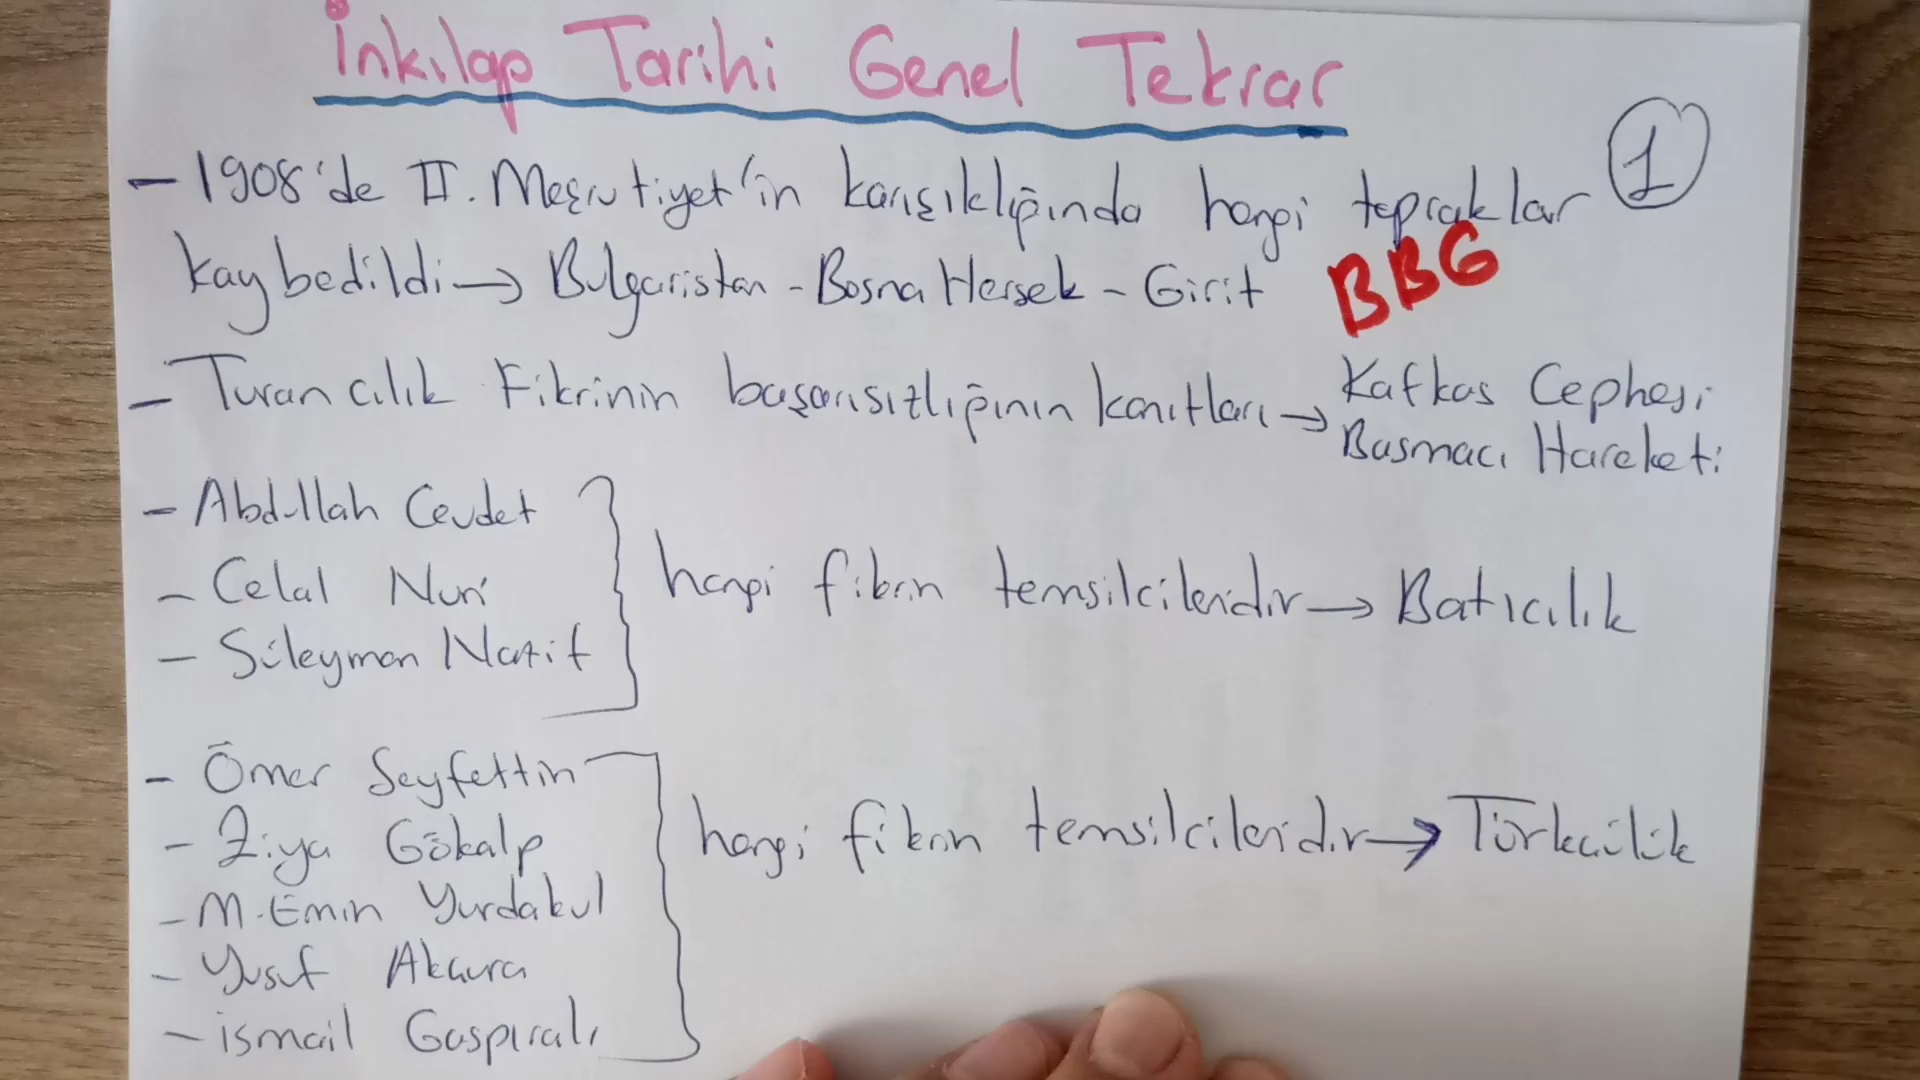 İnkılap Tarihi Genel Tekrar
1
- 1908'de II. Meşrutiyet'in karışıklığında hangi topraklar
kaybedildi → Bulgaristan - Bosna Hersek - Girit BBG
- Turancılık Fikrinin başarısızlığının kanıtları → Kafkas Cephesi
Basmacı Hareketi
- Abdullah Cevdet
- Celal Nuri
- Süleyman Nazif
hangi fikrin temsilcileridir → Batıcılık
- Ömer Seyfettin
- Ziya Gökalp
- M. Emin Yurdakul
- Yusuf Akçura
- ismail Gaspıralı
hangi fikrin temsilcileridir → Türkçülük